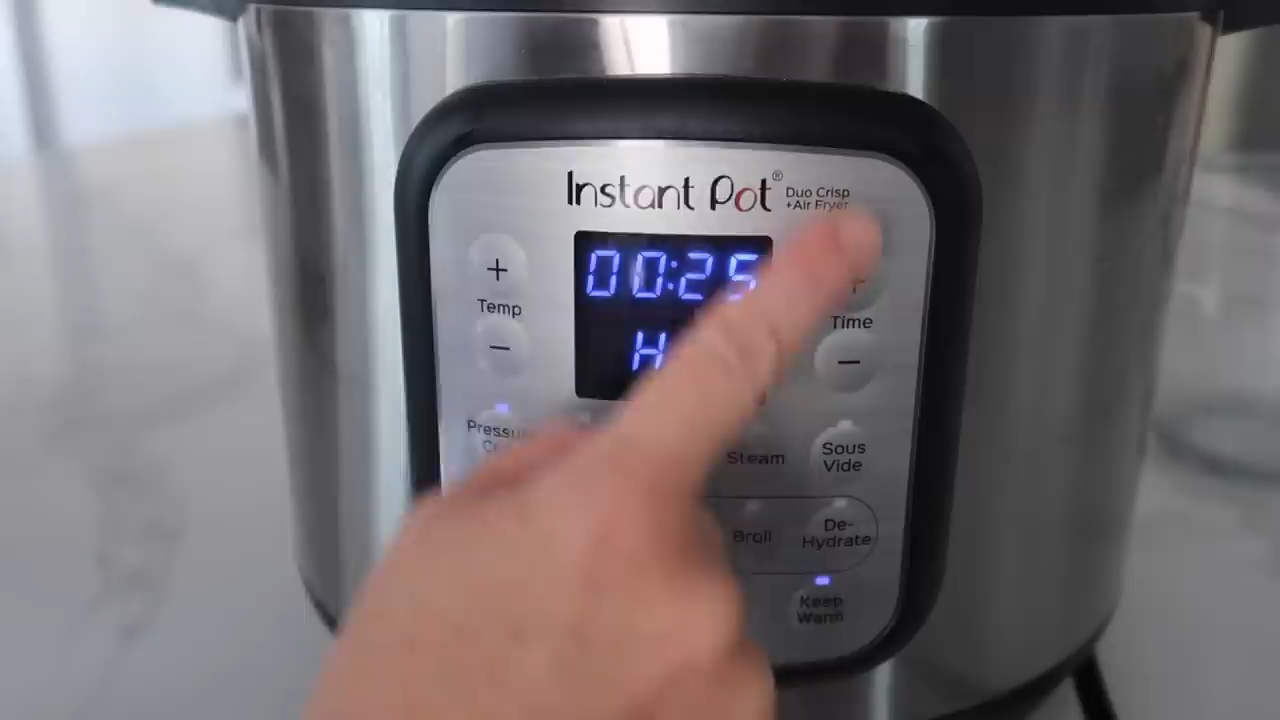 Instant Pot®
Duo Crisp
+Air Fryer
00:25
+
Temp
−
+
Time
−
Steam
Sous
Vide
Broil
De-
Hydrate
Keep
Warm